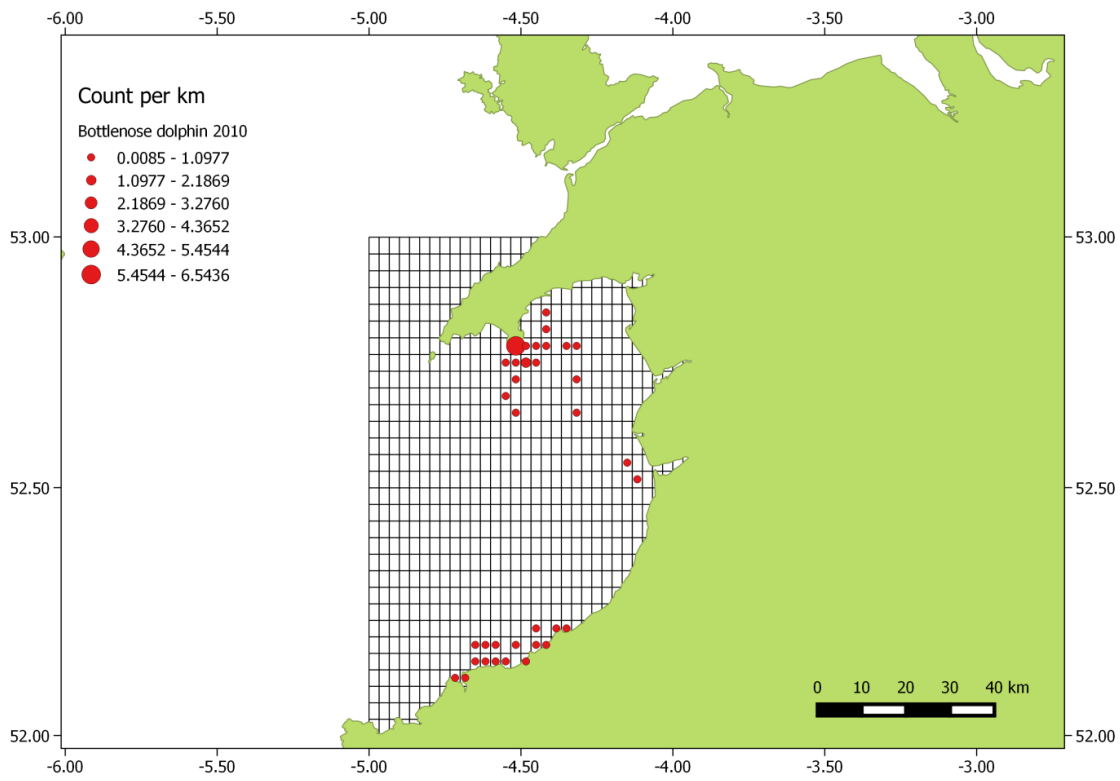 -6.00 -5.50 -5.00 -4.50 -4.00 -3.50 -3.00
Count per km
Bottlenose dolphin 2010
0.0085 - 1.0977
1.0977 - 2.1869
2.1869 - 3.2760
3.2760 - 4.3652
4.3652 - 5.4544
5.4544 - 6.5436
53.00 53.00
52.50 52.50
0 10 20 30 40 km
52.00 52.00
-6.00 -5.50 -5.00 -4.50 -4.00 -3.50 -3.00